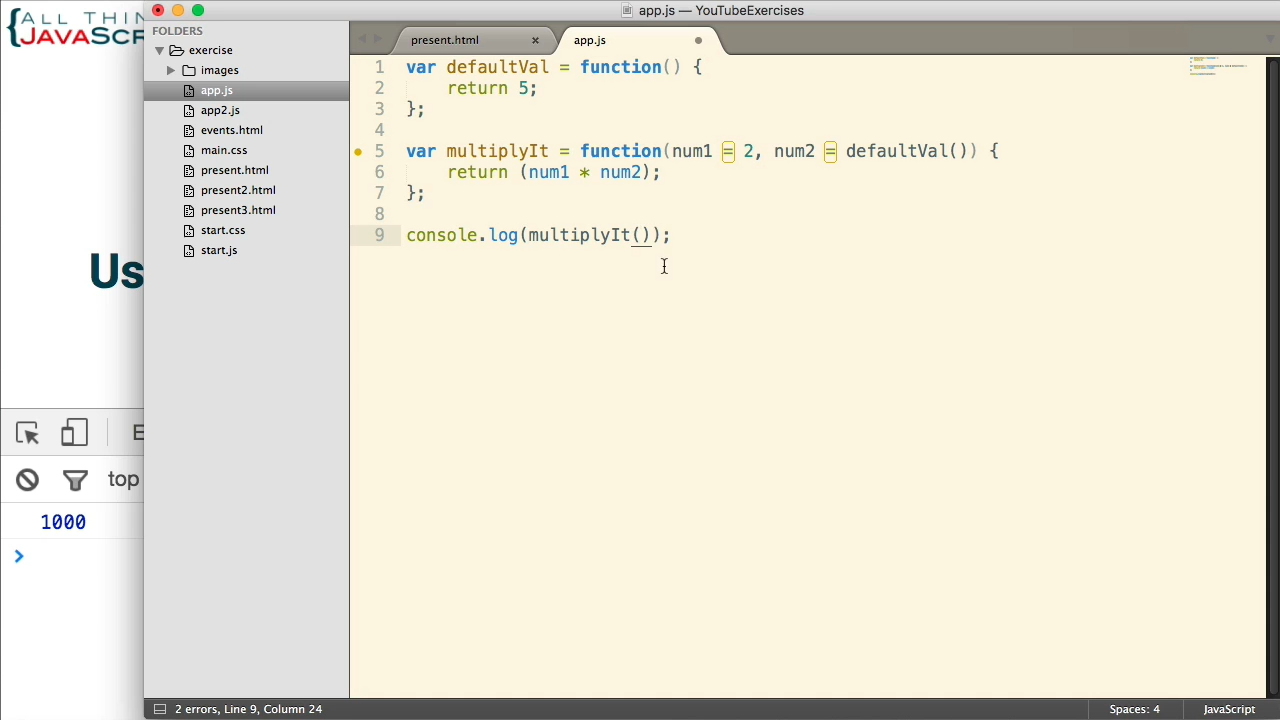 app.js — YouTubeExercises
{ALL THIN
JAVASCR
FOLDERS
exercise
images
app.js
app2.js
events.html
main.css
present.html
present2.html
present3.html
start.css
start.js
present.html ×
app.js
1 var defaultVal = function() {
2 return 5;
3 };
4
5 var multiplyIt = function(num1 = 2, num2 = defaultVal()) {
6 return (num1 * num2);
7 };
8
9 console.log(multiplyIt());
Us
E
top
1000
2 errors, Line 9, Column 24
Spaces: 4
JavaScript